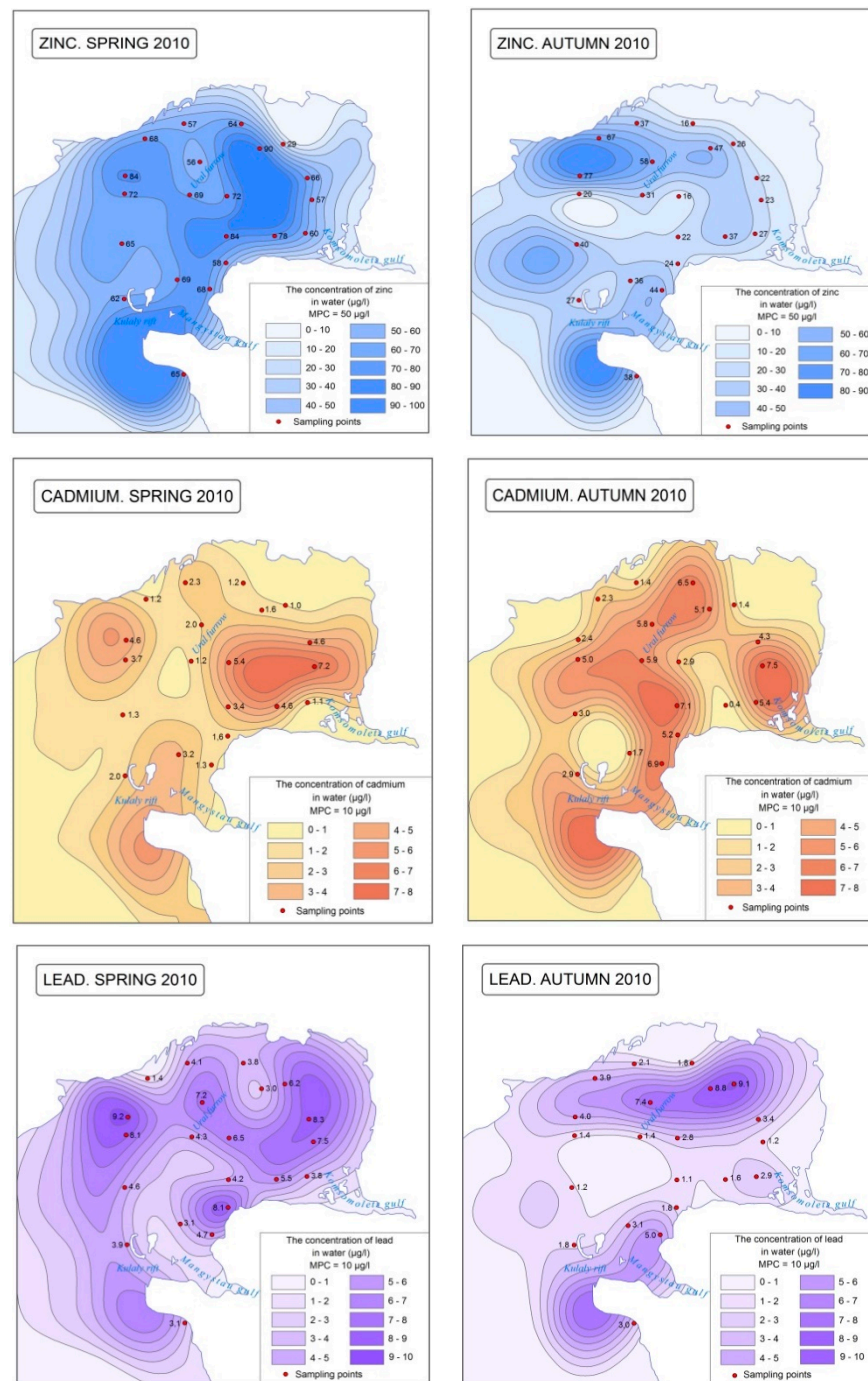 ZINC. SPRING 2010
57
64
68
90
29
56
Ural furrow
84
66
72
69
72
57
65
84
78
60
Komsomolets gulf
58
69
68
62
Kulaly rift
Mangystau gulf
65
The concentration of zinc
in water (µg/l)
MPC = 50 µg/l
0 - 10
50 - 60
10 - 20
60 - 70
20 - 30
70 - 80
30 - 40
80 - 90
40 - 50
90 - 100
Sampling points
ZINC. AUTUMN 2010
37
16
67
47
26
58
Ural furrow
77
22
20
31
16
23
40
22
37
27
Komsomolets gulf
24
36
44
27
Kulaly rift
Mangystau gulf
38
The concentration of zinc
in water (µg/l)
MPC = 50 µg/l
0 - 10
50 - 60
10 - 20
60 - 70
20 - 30
70 - 80
30 - 40
80 - 90
40 - 50
Sampling points
CADMIUM. SPRING 2010
2.3
1.2
1.2
1.6
1.0
2.0
Ural furrow
4.6
4.6
3.7
1.2
5.4
7.2
1.3
3.4
4.6
1.1
Komsomolets gulf
1.6
3.2
1.3
2.0
Kulaly rift
Mangystau gulf
The concentration of cadmium
in water (µg/l)
MPC = 10 µg/l
0 - 1
4 - 5
1 - 2
5 - 6
2 - 3
6 - 7
3 - 4
7 - 8
Sampling points
CADMIUM. AUTUMN 2010
1.4
6.5
2.3
5.1
1.4
5.8
Ural furrow
2.4
4.3
5.0
5.9
2.9
7.5
3.0
7.1
0.4
5.4
Komsomolets gulf
5.2
1.7
6.9
2.9
Kulaly rift
Mangystau gulf
The concentration of cadmium
in water (µg/l)
MPC = 10 µg/l
0 - 1
4 - 5
1 - 2
5 - 6
2 - 3
6 - 7
3 - 4
7 - 8
Sampling points
LEAD. SPRING 2010
4.1
3.8
1.4
3.0
6.2
7.2
Ural furrow
9.2
8.3
8.1
4.3
6.5
7.5
4.6
4.2
5.5
3.8
Komsomolets gulf
8.1
3.1
4.7
3.9
Kulaly rift
Mangystau gulf
3.1
The concentration of lead
in water (µg/l)
MPC = 10 µg/l
0 - 1
5 - 6
1 - 2
6 - 7
2 - 3
7 - 8
3 - 4
8 - 9
4 - 5
9 - 10
Sampling points
LEAD. AUTUMN 2010
2.1
1.8
3.9
8.8
9.1
7.4
Ural furrow
4.0
3.4
1.4
1.4
2.8
1.2
1.2
1.1
1.6
2.9
Komsomolets gulf
1.8
3.1
5.0
1.8
Kulaly rift
Mangystau gulf
3.0
The concentration of lead
in water (µg/l)
MPC = 10 µg/l
0 - 1
5 - 6
1 - 2
6 - 7
2 - 3
7 - 8
3 - 4
8 - 9
4 - 5
9 - 10
Sampling points